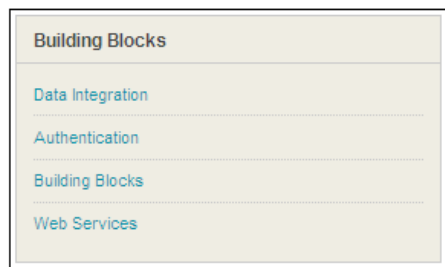 Building Blocks
Data Integration
Authentication
Building Blocks
Web Services